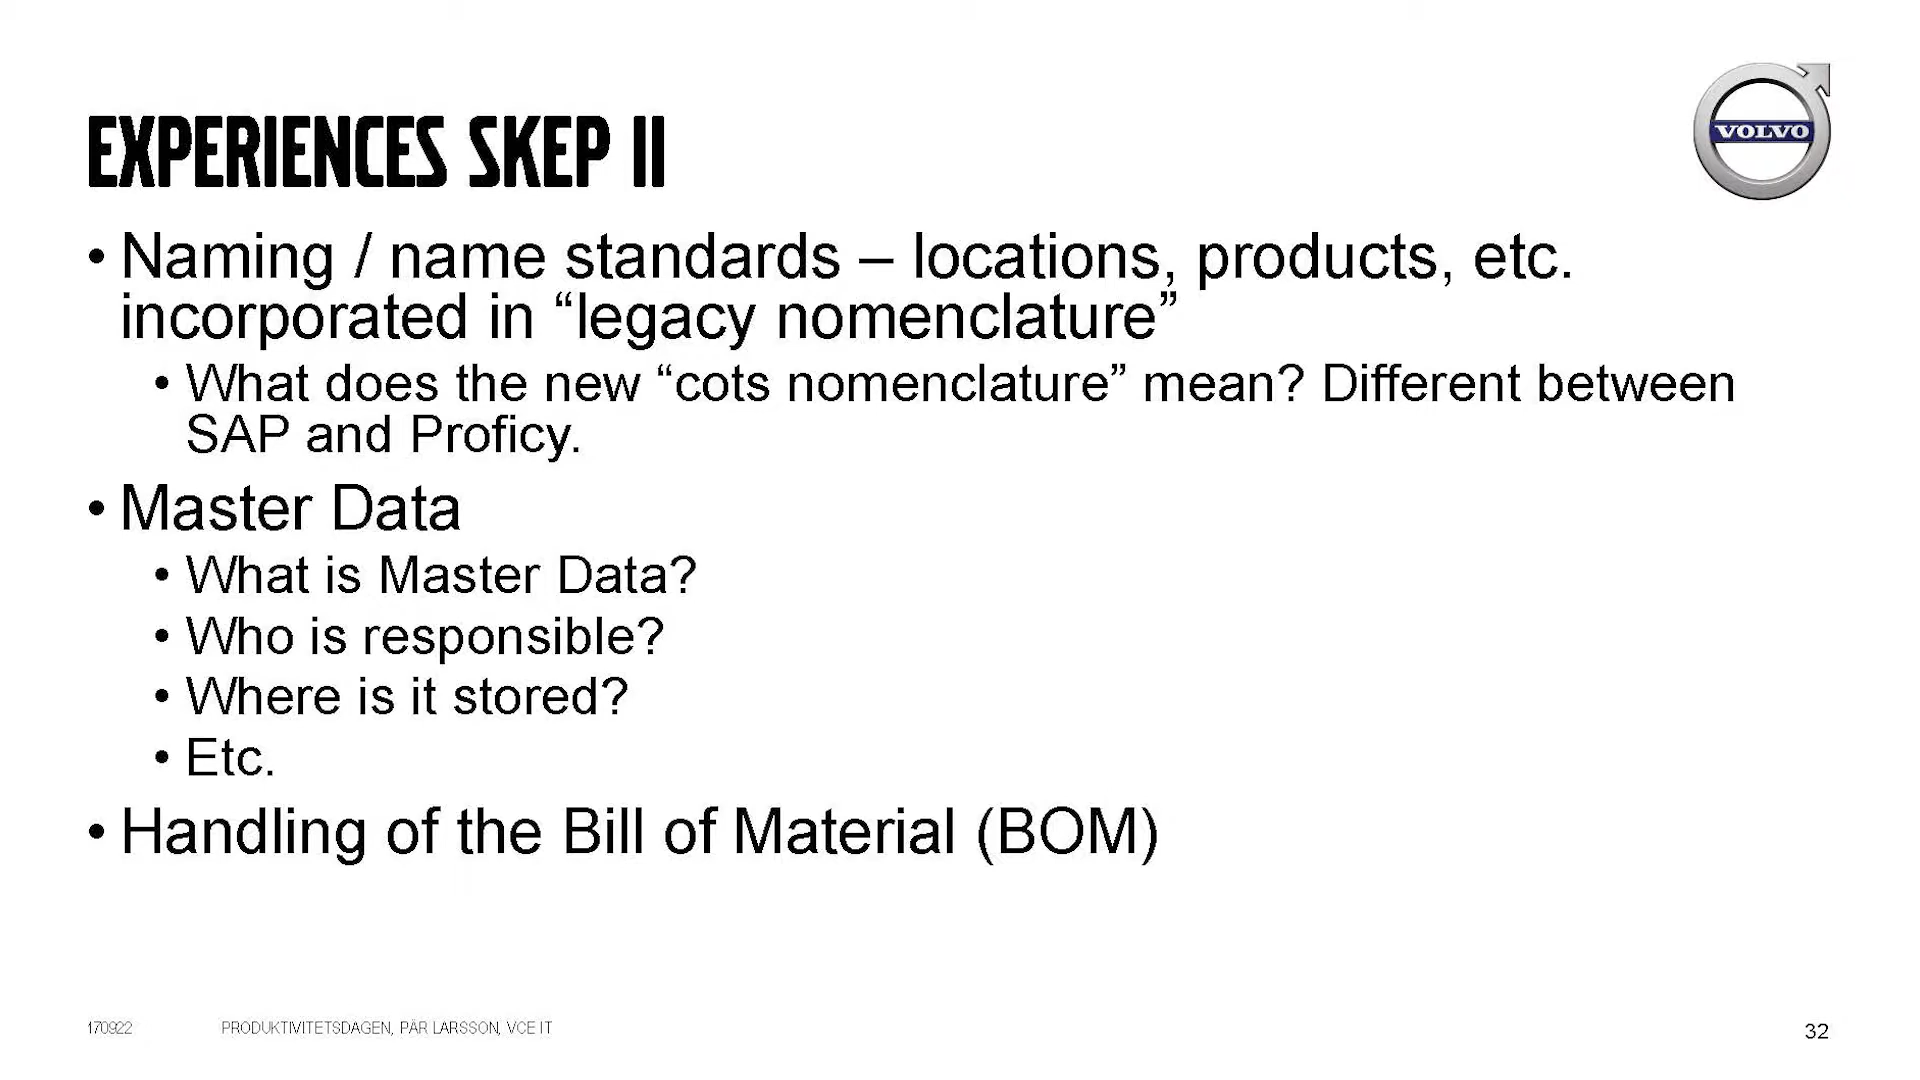 EXPERIENCES SKEP II
VOLVO
• Naming / name standards – locations, products, etc.
incorporated in “legacy nomenclature”
• What does the new “cots nomenclature” mean? Different between
SAP and Proficy.
• Master Data
• What is Master Data?
• Who is responsible?
• Where is it stored?
• Etc.
• Handling of the Bill of Material (BOM)
170922 PRODUKTIVITETSDAGEN, PÄR LARSSON, VCE IT 32